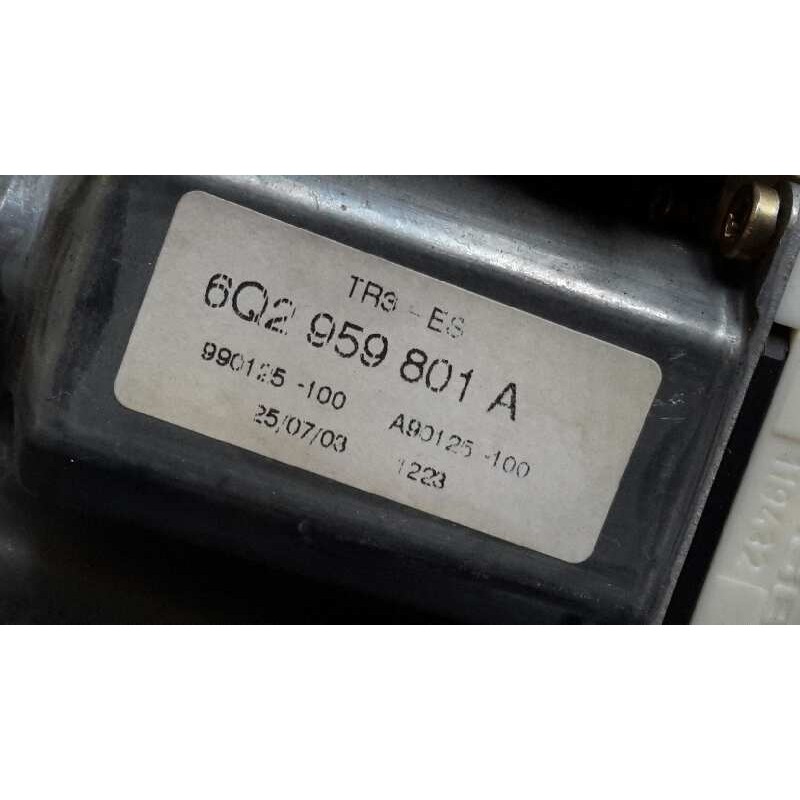 TR3 - ES
6Q2 959 801 A
990125 -100 A90125 -100
25/07/03 1223